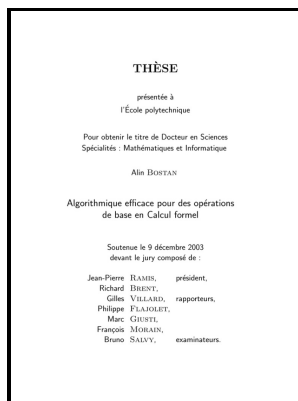 THÈSE
présentée à
l'École polytechnique
Pour obtenir le titre de Docteur en Sciences
Spécialités : Mathématiques et Informatique
Alin BOSTAN
Algorithmique efficace pour des opérations
de base en Calcul formel
Soutenue le 9 décembre 2003
devant le jury composé de :
Jean-Pierre RAMIS, président,
Richard BRENT,
Gilles VILLARD, rapporteurs,
Philippe FLAJOLET,
Marc GIUSTI,
François MORAIN,
Bruno SALVY, examinateurs.